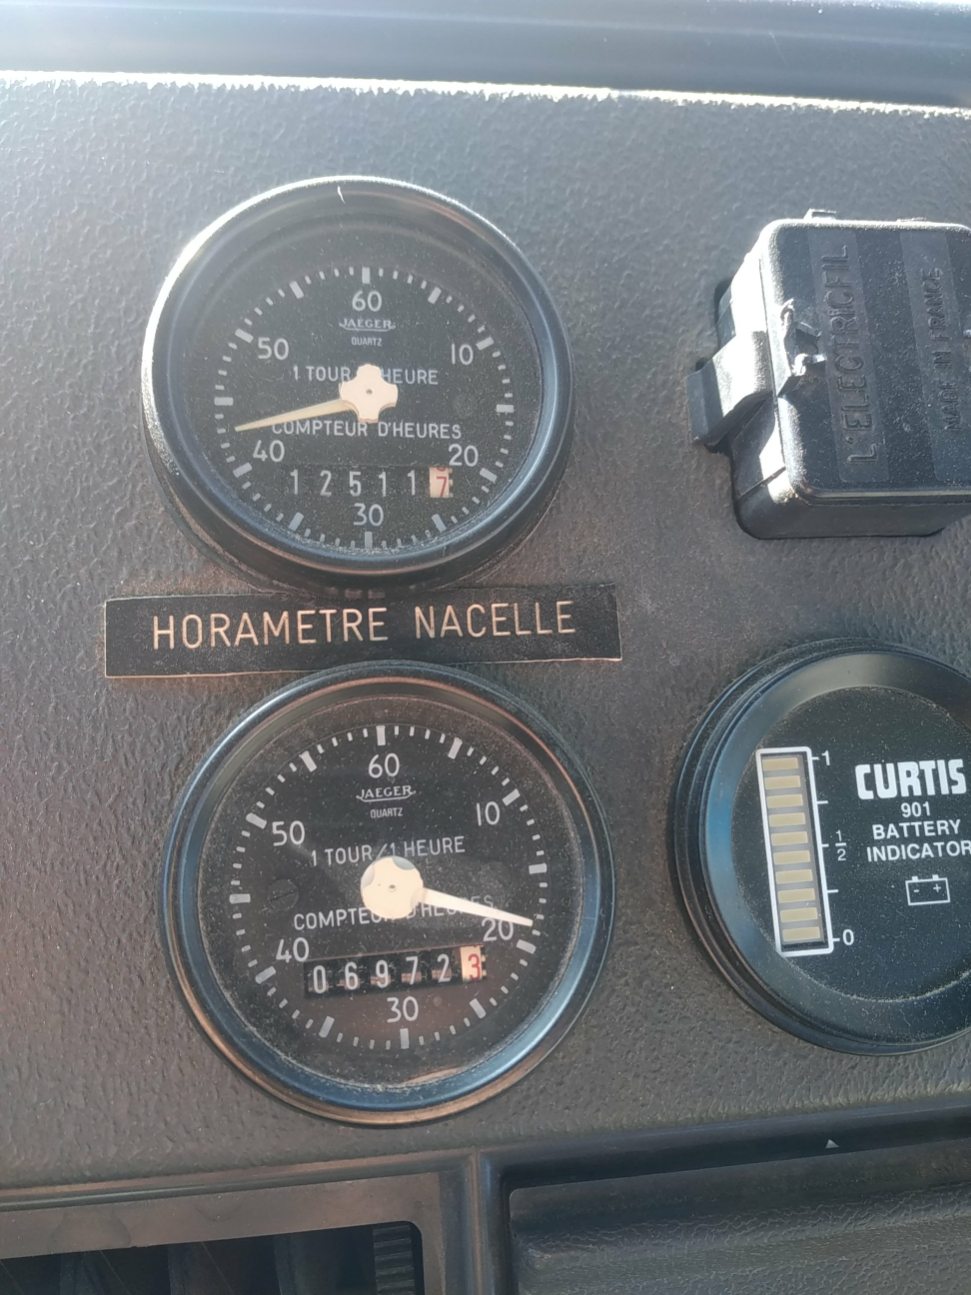 60
JAEGER
QUARTZ
50
10
1 TOUR HEURE
COMPTEUR D'HEURES
40
20
125117
30
L'ELECTRICFIL
MADE IN FRANCE
HORAMETRE NACELLE
60
JAEGER
QUARTZ
50
10
1 TOUR/1 HEURE
COMPTEUR D'HEURES
20
40
069723
30
1
CURTIS
901
BATTERY
INDICATOR
1/2
- +
0